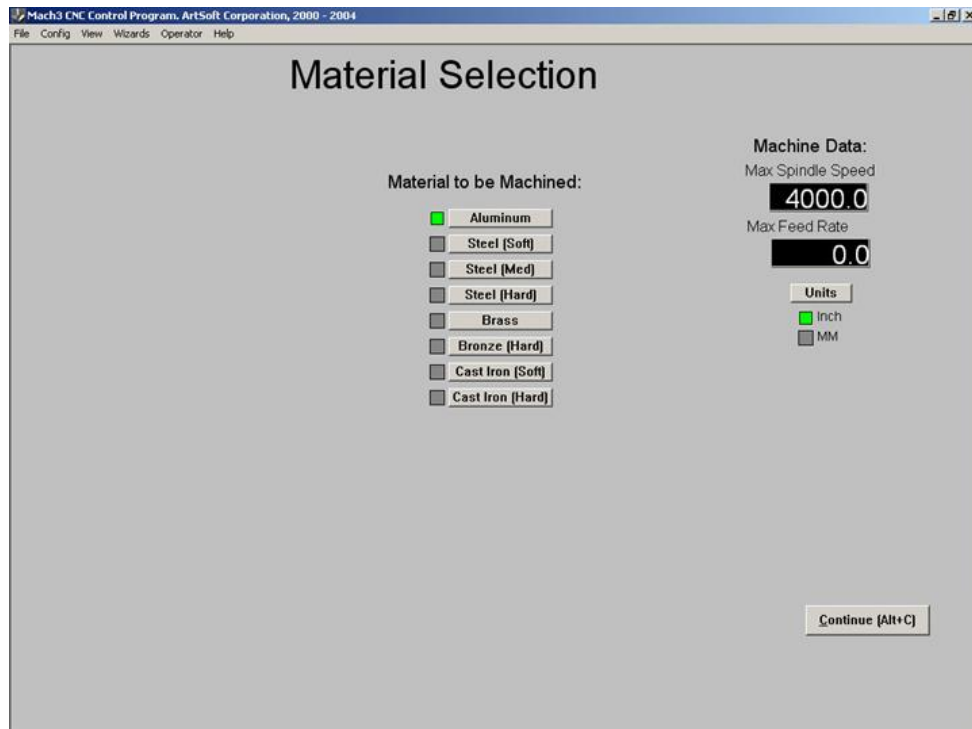 Mach3 CNC Control Program. ArtSoft Corporation, 2000 - 2004
File Config View Wizards Operator Help
Material Selection
Material to be Machined:
Aluminum
Steel (Soft)
Steel (Med)
Steel (Hard)
Brass
Bronze (Hard)
Cast Iron (Soft)
Cast Iron (Hard)
Machine Data:
Max Spindle Speed
4000.0
Max Feed Rate
0.0
Units
Inch
MM
Continue (Alt+C)